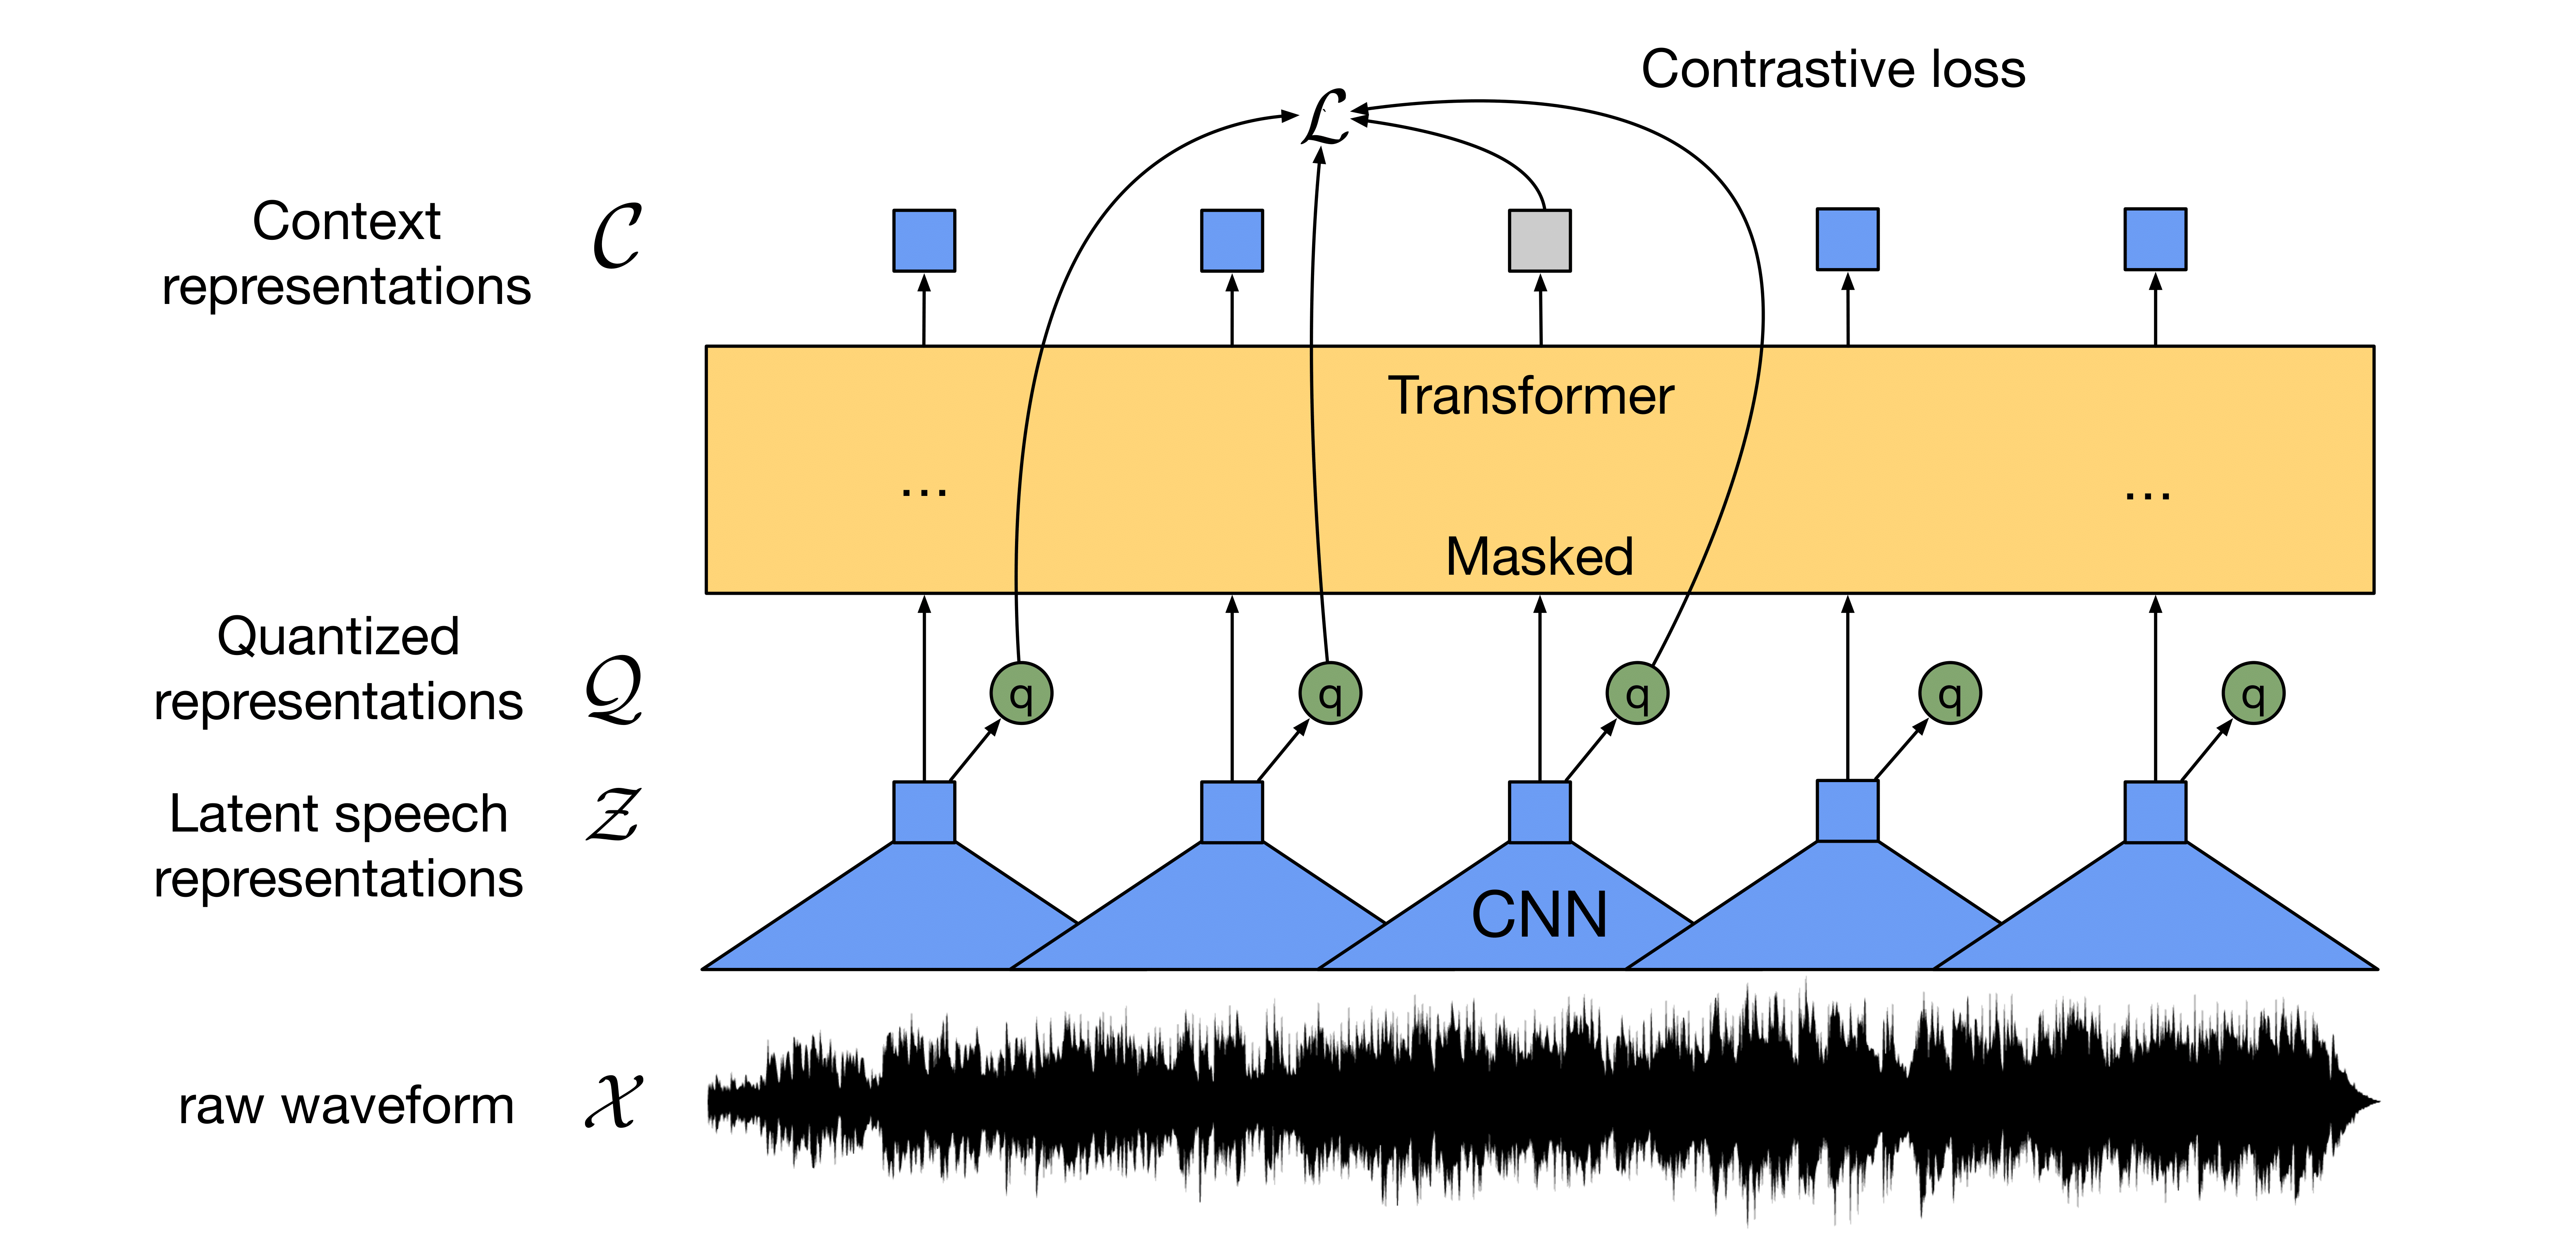 Contrastive loss
ℒ
Context
representations
𝒞
Transformer
... ...
Masked
Quantized
representations
𝒬
q q q q q
Latent speech
representations
𝒵
CNN
raw waveform
𝒳